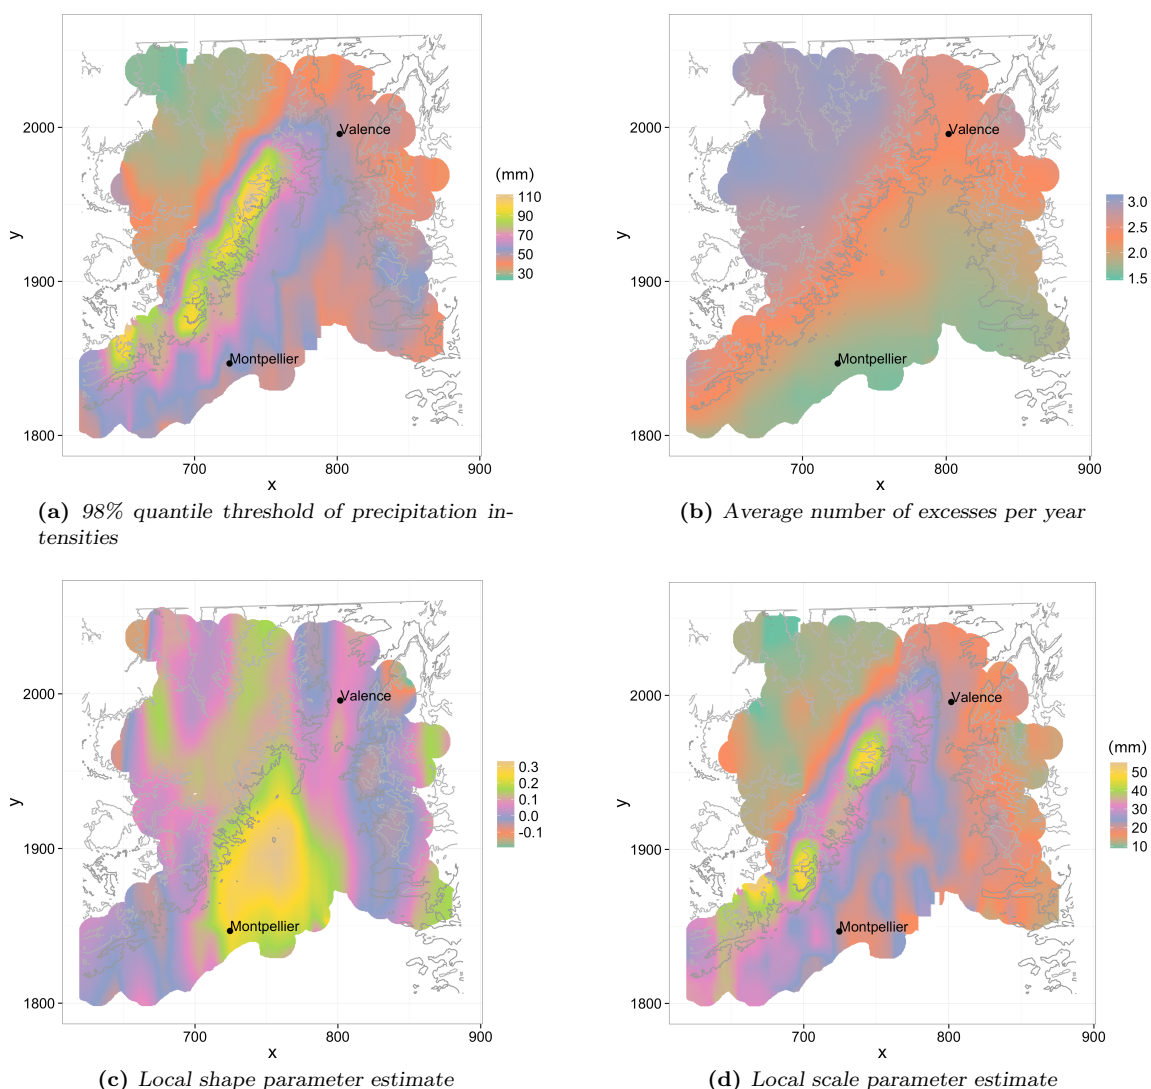 2000
1900
1800
y
Valence
Montpellier
700
800
900
x
(mm)
110
90
70
50
30
(a) 98% quantile threshold of precipitation in-
tensities
2000
1900
1800
y
Valence
Montpellier
700
800
900
x
3.0
2.5
2.0
1.5
(b) Average number of excesses per year
2000
1900
1800
y
Valence
Montpellier
700
800
900
x
0.3
0.2
0.1
0.0
-0.1
(c) Local shape parameter estimate
2000
1900
1800
y
Valence
Montpellier
700
800
900
x
(mm)
50
40
30
20
10
(d) Local scale parameter estimate